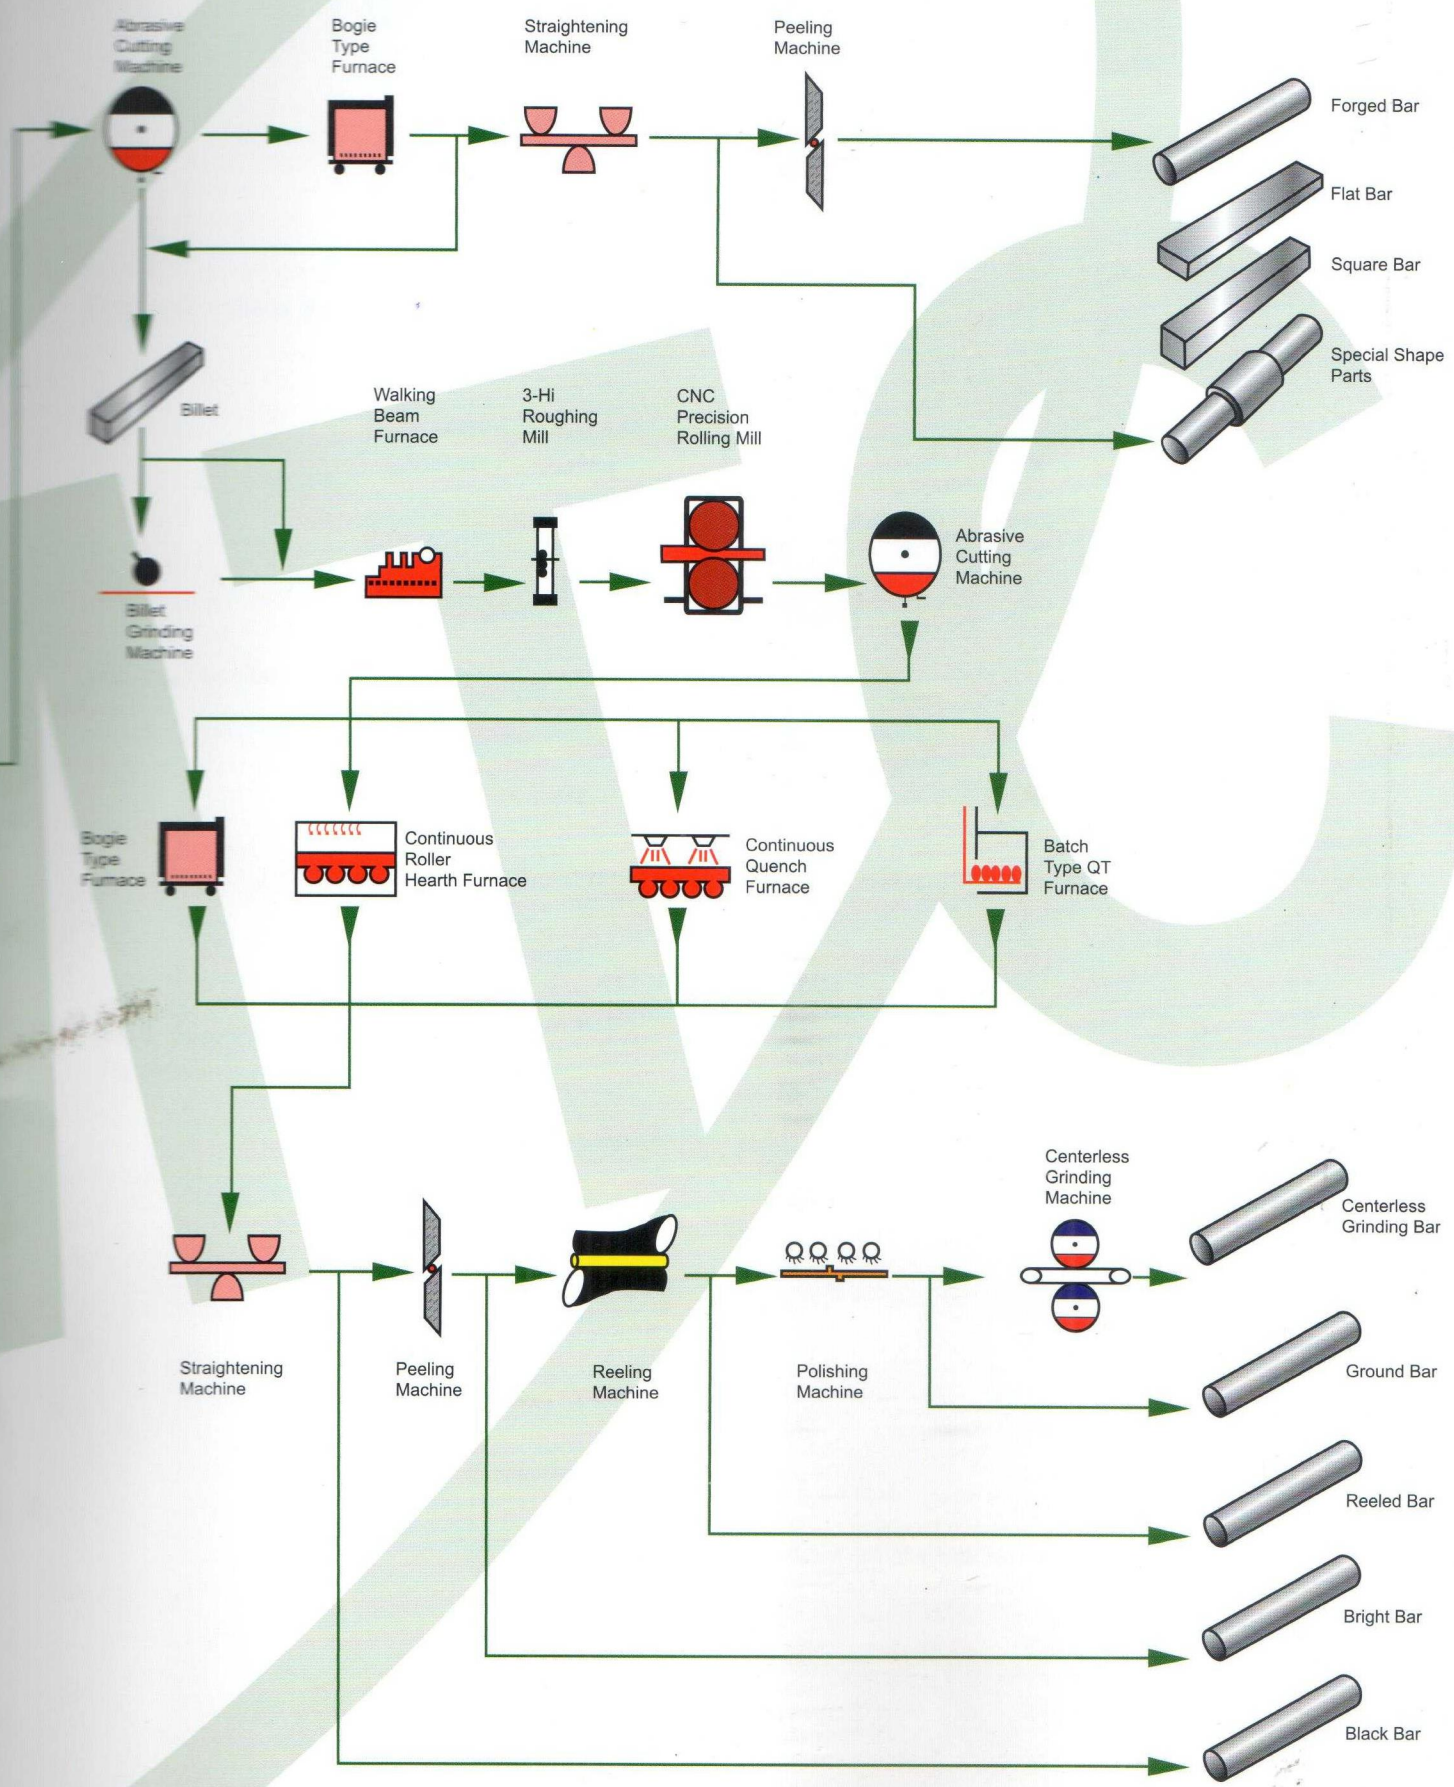 Abrasive
Cutting
Machine
Bogie
Type
Furnace
Straightening
Machine
Peeling
Machine
Forged Bar
Flat Bar
Square Bar
Special Shape
Parts
Billet
Walking
Beam
Furnace
3-Hi
Roughing
Mill
CNC
Precision
Rolling Mill
Abrasive
Cutting
Machine
Billet
Grinding
Machine
Bogie
Type
Furnace
Continuous
Roller
Hearth Furnace
Continuous
Quench
Furnace
Batch
Type QT
Furnace
Centerless
Grinding
Machine
Centerless
Grinding Bar
Straightening
Machine
Peeling
Machine
Reeling
Machine
Polishing
Machine
Ground Bar
Reeled Bar
Bright Bar
Black Bar